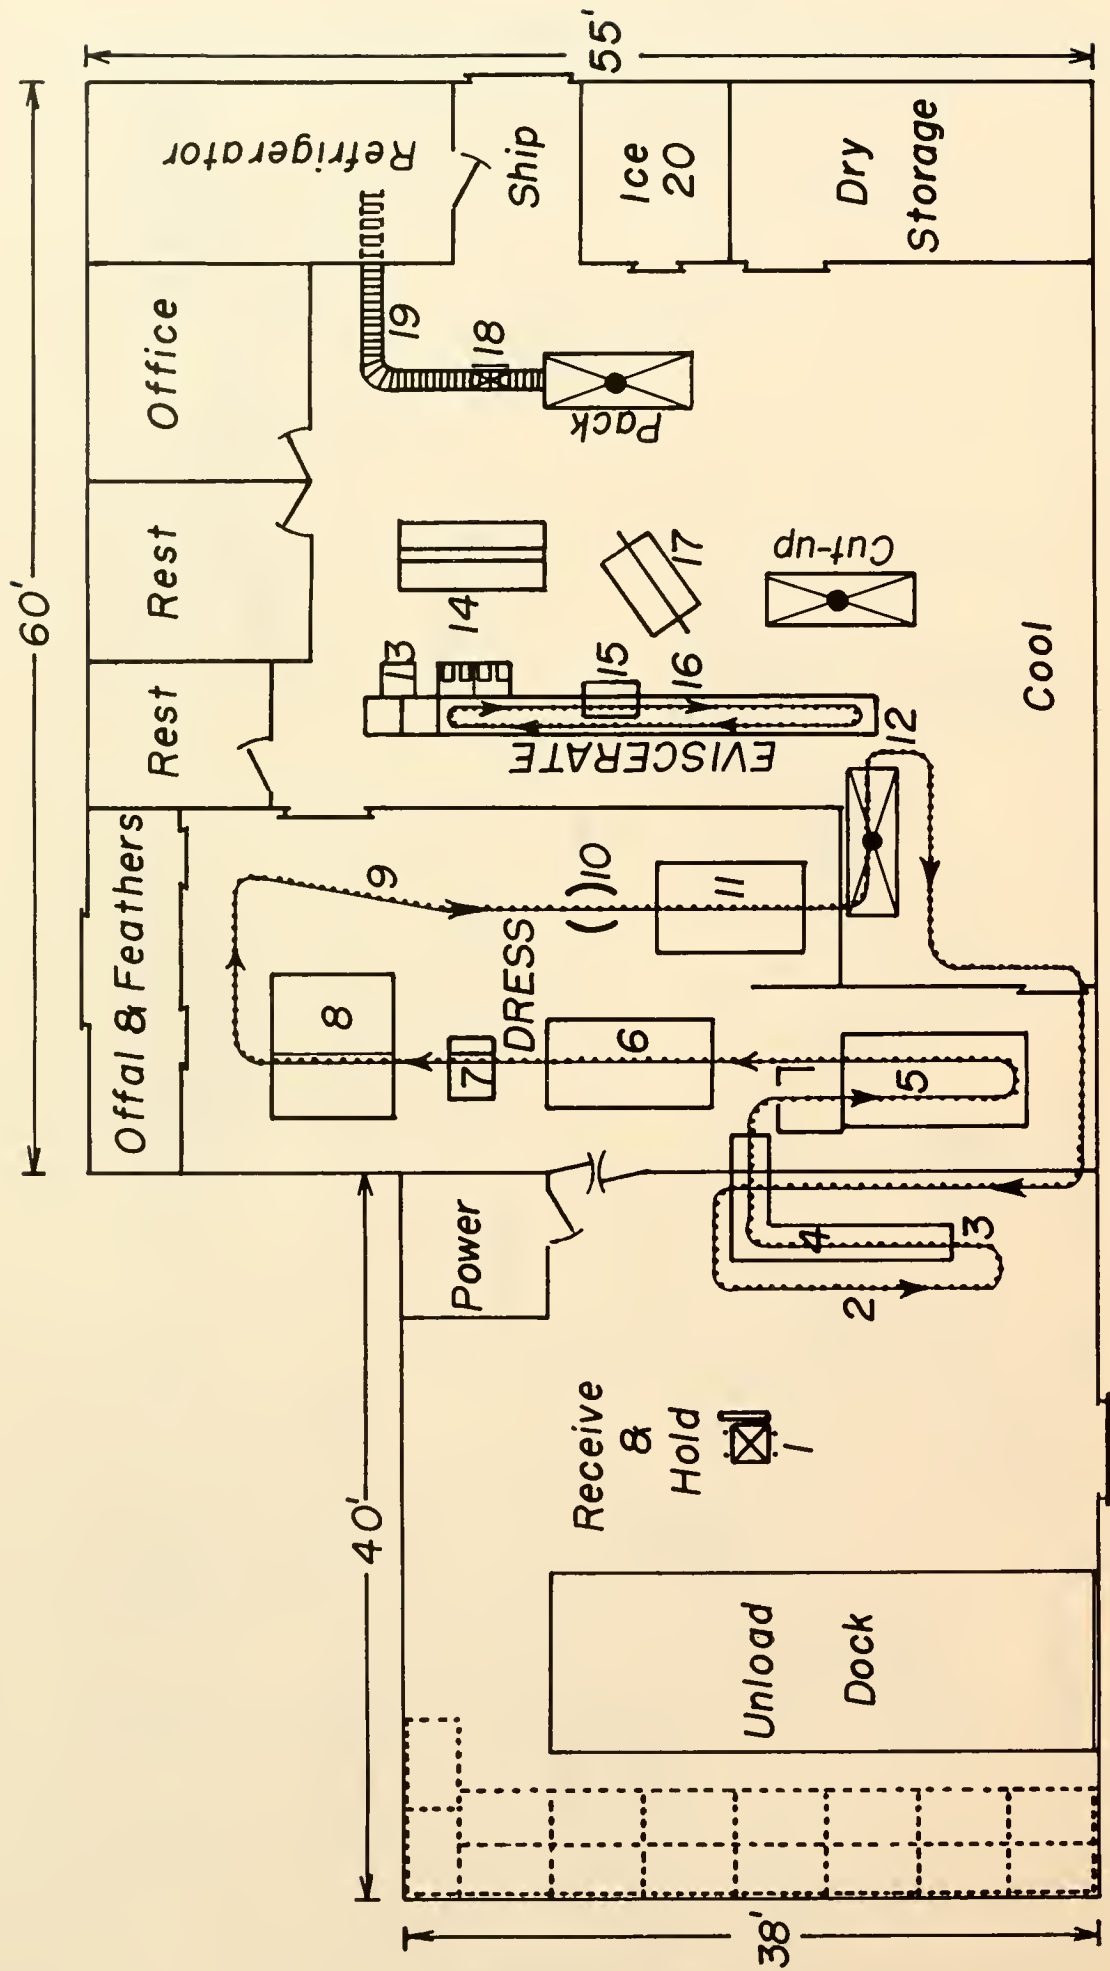 60'
55'
40'
38'
Offal & Feathers
Rest
Rest
Office
Refrigerator
Ship
Ice
20
Dry
Storage
Power
DRESS
EVISCERATE
Pack
Cut-up
Cool
Receive
&
Hold
Unload
Dock
1
2
3
4
5
6
7
8
9
10
11
12
13
14
15
16
17
18
19